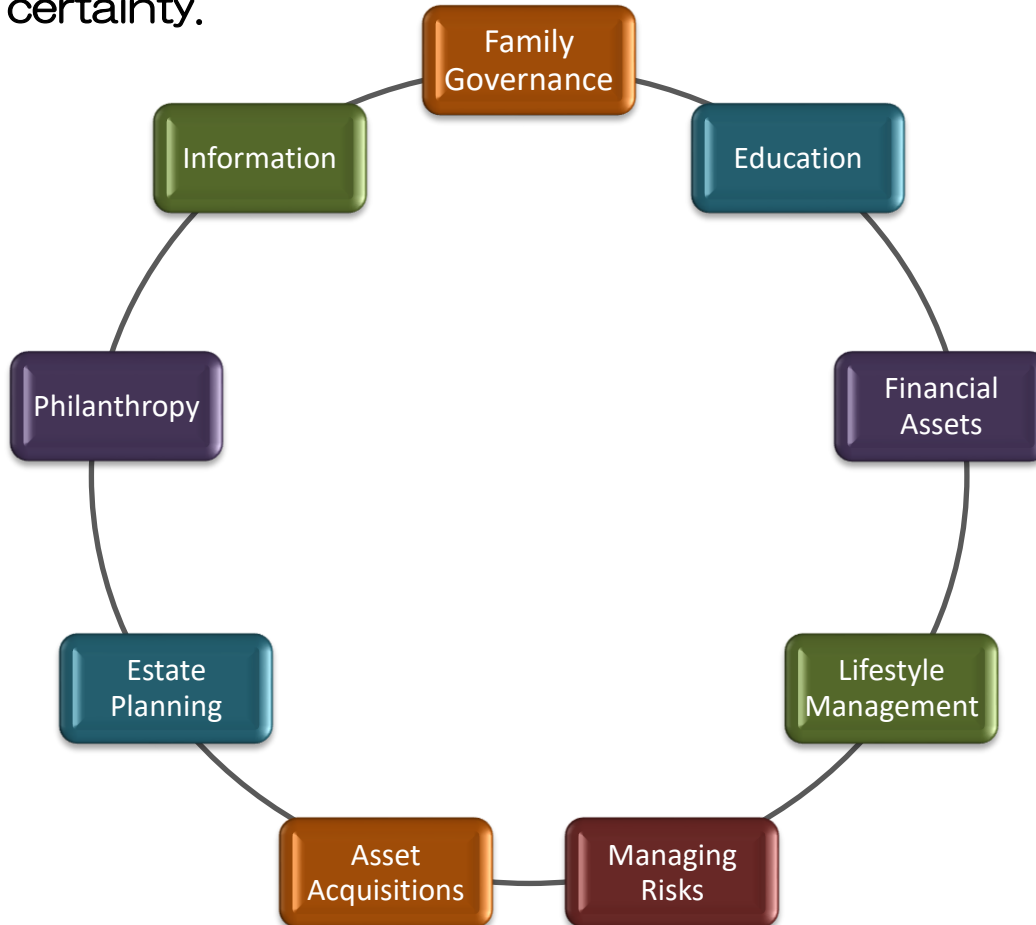 certainty.
Family
Governance
Education
Financial
Assets
Lifestyle
Management
Managing
Risks
Asset
Acquisitions
Estate
Planning
Philanthropy
Information